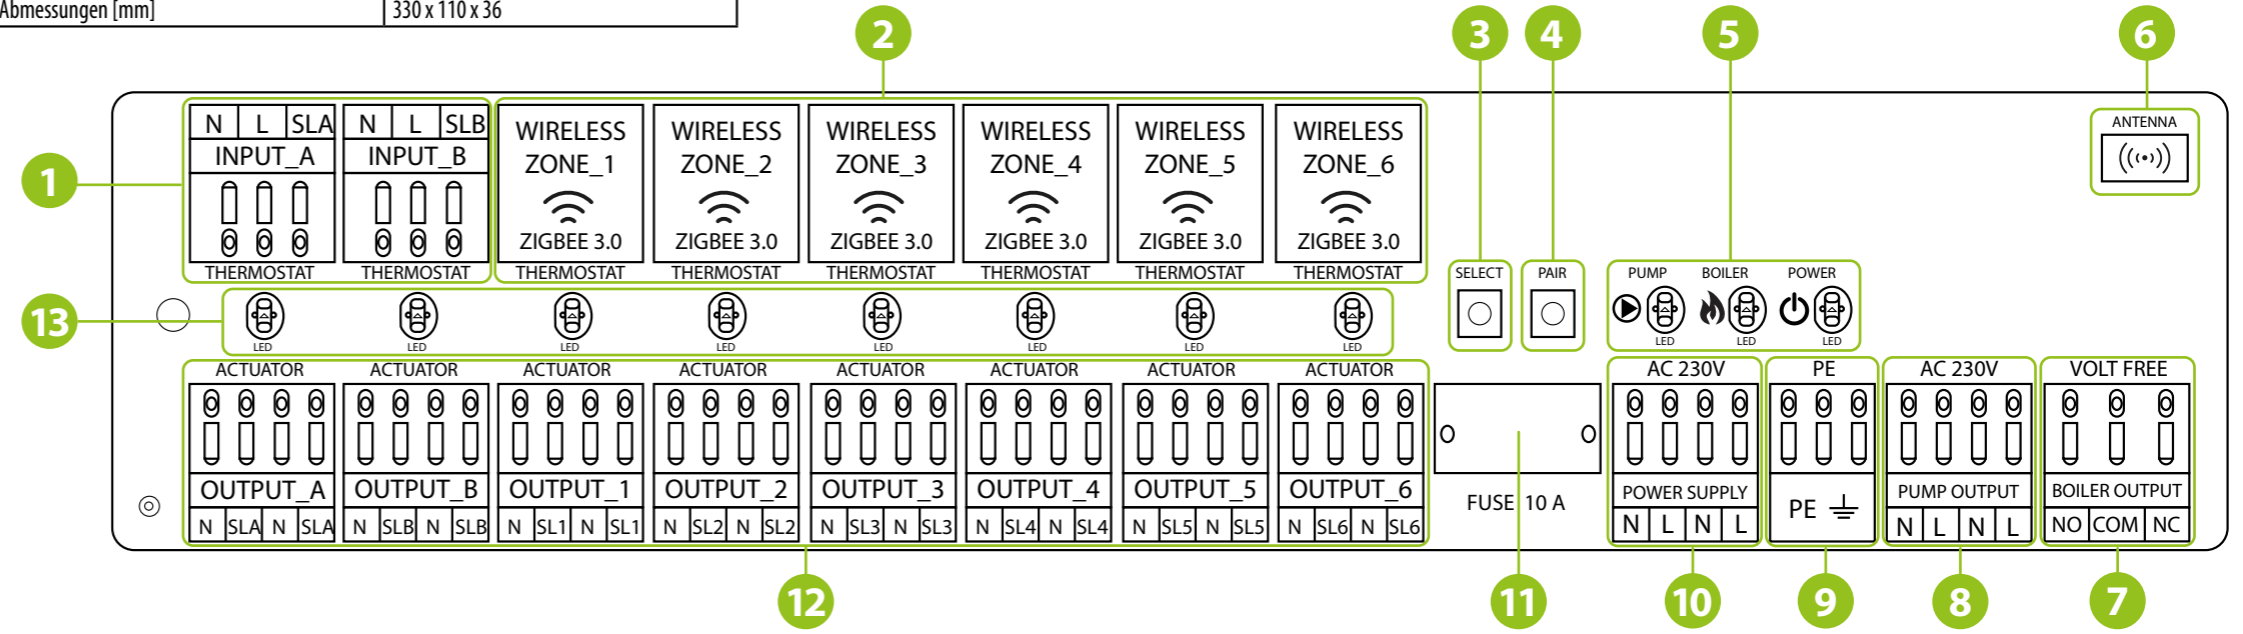 Abmessungen [mm] 330 x 110 x 36
2 3 4 5 6
N L SLA N L SLB
INPUT_A INPUT_B
WIRELESS ZONE_1 WIRELESS ZONE_2 WIRELESS ZONE_3 WIRELESS ZONE_4 WIRELESS ZONE_5 WIRELESS ZONE_6
ANTENNA
1
ZIGBEE 3.0 ZIGBEE 3.0 ZIGBEE 3.0 ZIGBEE 3.0 ZIGBEE 3.0 ZIGBEE 3.0
THERMOSTAT THERMOSTAT THERMOSTAT THERMOSTAT THERMOSTAT THERMOSTAT THERMOSTAT THERMOSTAT
SELECT PAIR PUMP BOILER POWER
13
LED LED LED LED LED LED LED LED LED LED LED
ACTUATOR ACTUATOR ACTUATOR ACTUATOR ACTUATOR ACTUATOR ACTUATOR ACTUATOR AC 230V PE AC 230V VOLT FREE
OUTPUT_A OUTPUT_B OUTPUT_1 OUTPUT_2 OUTPUT_3 OUTPUT_4 OUTPUT_5 OUTPUT_6 FUSE 10 A POWER SUPPLY PE PUMP OUTPUT BOILER OUTPUT
N SLA N SLA N SLB N SLB N SL1 N SL1 N SL2 N SL2 N SL3 N SL3 N SL4 N SL4 N SL5 N SL5 N SL6 N SL6 N L N L N L N L NO COM NC
12 11 10 9 8 7